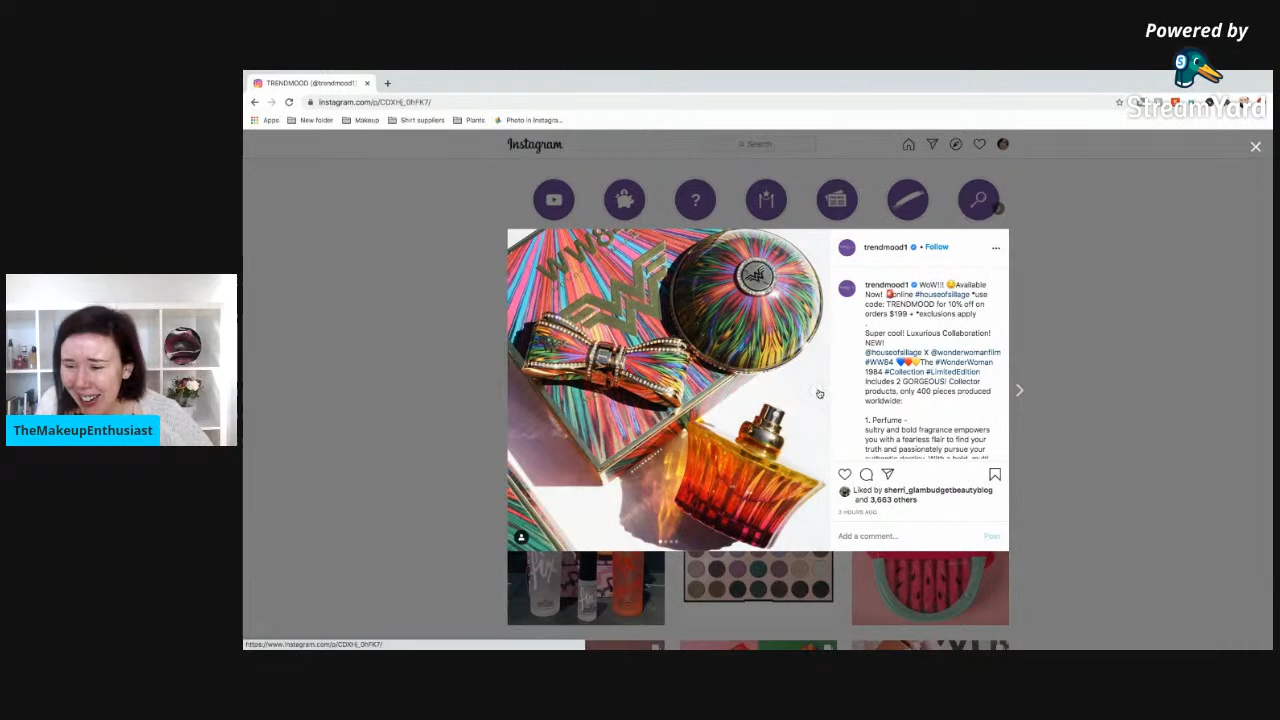 Powered by
StreamYard
TRENDMOOD (@trendmood1)
instagram.com/p/CDXHj_0hFK7/
Apps
New folder
Makeup
Shirt suppliers
Plants
Photo in Instagra...
Instagram
Search
WW84
trendmood1 • Follow
trendmood1 WoW!!! Available
Now! online #houseofsillage *use
code: TRENDMOOD for 10% off on
orders $199 + *exclusions apply
.
Super cool! Luxurious Collaboration!
NEW!
@houseofsillage X @wonderwomanfilm
#WW84 The #WonderWoman
1984 #Collection #LimitedEdition
Includes 2 GORGEOUS! Collector
products, only 400 pieces produced
worldwide:
1. Perfume -
sultry and bold fragrance empowers
you with a fearless flair to find your
truth and passionately pursue your
Liked by sherri_glambudgetbeautyblog
and 3,663 others
3 HOURS AGO
Add a comment...
Post
TheMakeupEnthusiast
https://www.instagram.com/p/CDXHj_0hFK7/